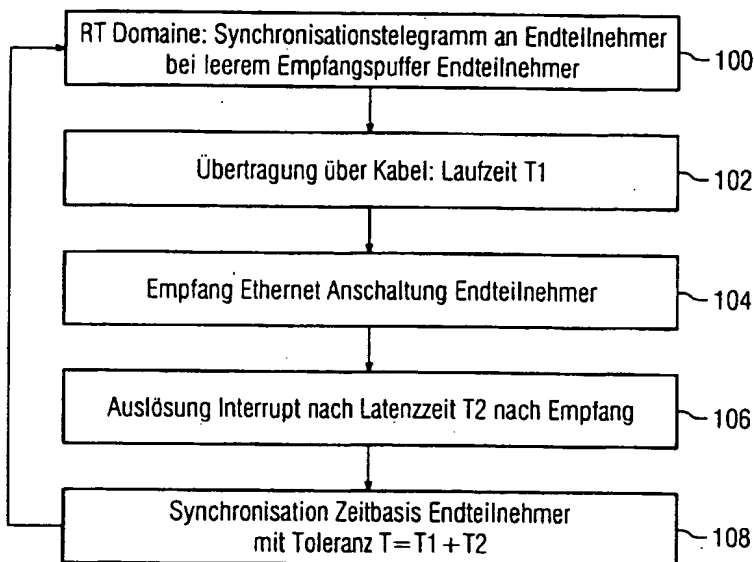 RT Domaine: Synchronisationstelegramm an Endteilnehmer
bei leerem Empfangspuffer Endteilnehmer
100
Übertragung über Kabel: Laufzeit T1
102
Empfang Ethernet Anschaltung Endteilnehmer
104
Auslösung Interrupt nach Latenzzeit T2 nach Empfang
106
Synchronisation Zeitbasis Endteilnehmer
mit Toleranz T=T1+T2
108